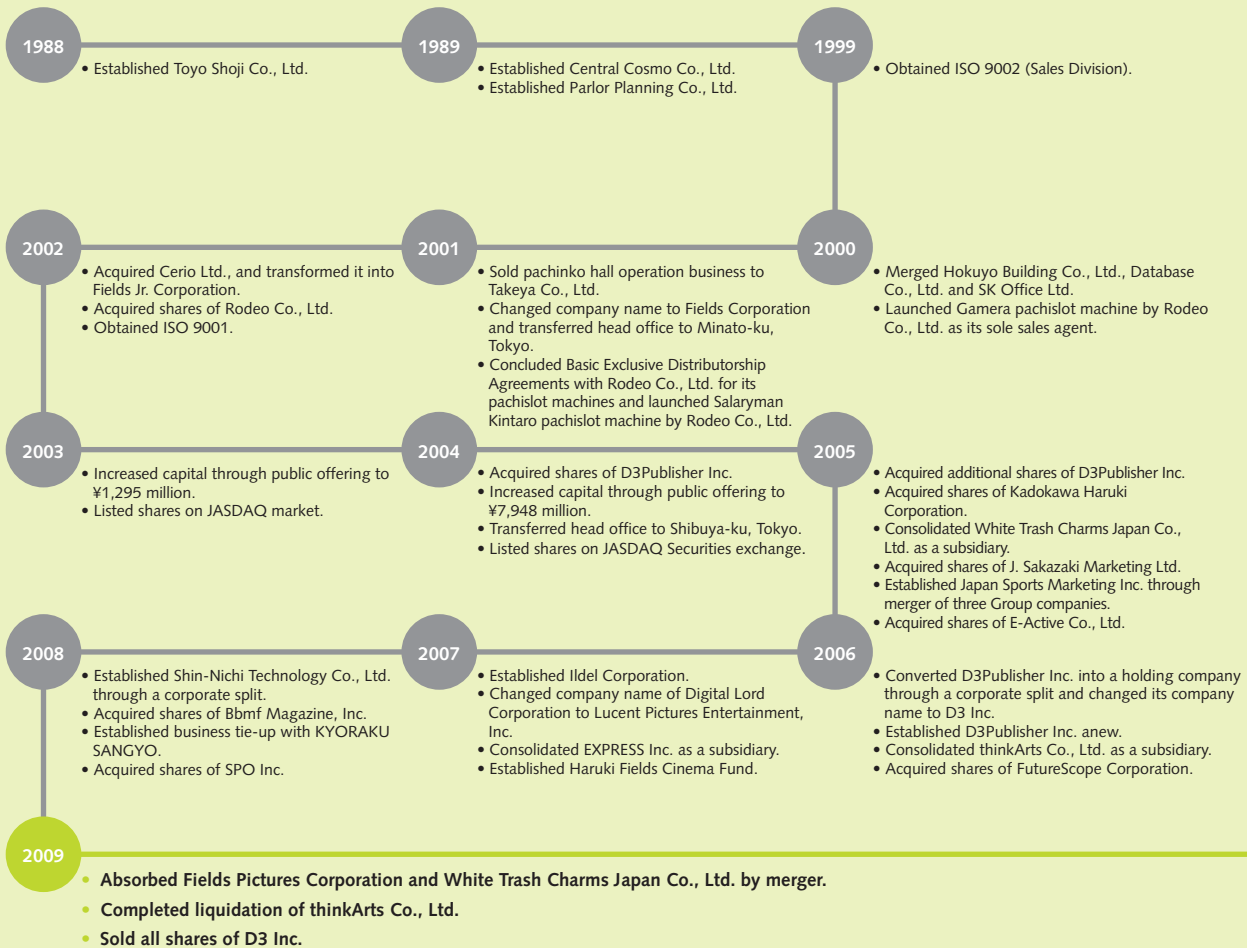 1988
• Established Toyo Shoji Co., Ltd.
1989
• Established Central Cosmo Co., Ltd.
• Established Parlor Planning Co., Ltd.
1999
• Obtained ISO 9002 (Sales Division).
2000
• Merged Hokuyo Building Co., Ltd., Database
Co., Ltd. and SK Office Ltd.
• Launched Gamera pachislot machine by Rodeo
Co., Ltd. as its sole sales agent.
2001
• Sold pachinko hall operation business to
Takeya Co., Ltd.
• Changed company name to Fields Corporation
and transferred head office to Minato-ku,
Tokyo.
• Concluded Basic Exclusive Distributorship
Agreements with Rodeo Co., Ltd. for its
pachislot machines and launched Salaryman
Kintaro pachislot machine by Rodeo Co., Ltd.
2002
• Acquired Cerio Ltd., and transformed it into
Fields Jr. Corporation.
• Acquired shares of Rodeo Co., Ltd.
• Obtained ISO 9001.
2003
• Increased capital through public offering to
¥1,295 million.
• Listed shares on JASDAQ market.
2004
• Acquired shares of D3Publisher Inc.
• Increased capital through public offering to
¥7,948 million.
• Transferred head office to Shibuya-ku, Tokyo.
• Listed shares on JASDAQ Securities exchange.
2005
• Acquired additional shares of D3Publisher Inc.
• Acquired shares of Kadokawa Haruki
Corporation.
• Consolidated White Trash Charms Japan Co.,
Ltd. as a subsidiary.
• Acquired shares of J. Sakazaki Marketing Ltd.
• Established Japan Sports Marketing Inc. through
merger of three Group companies.
• Acquired shares of E-Active Co., Ltd.
2006
• Converted D3Publisher Inc. into a holding company
through a corporate split and changed its company
name to D3 Inc.
• Established D3Publisher Inc. anew.
• Consolidated thinkArts Co., Ltd. as a subsidiary.
• Acquired shares of FutureScope Corporation.
2007
• Established Ildel Corporation.
• Changed company name of Digital Lord
Corporation to Lucent Pictures Entertainment,
Inc.
• Consolidated EXPRESS Inc. as a subsidiary.
• Established Haruki Fields Cinema Fund.
2008
• Established Shin-Nichi Technology Co., Ltd.
through a corporate split.
• Acquired shares of Bbmf Magazine, Inc.
• Established business tie-up with KYORAKU
SANGYO.
• Acquired shares of SPO Inc.
2009
• Absorbed Fields Pictures Corporation and White Trash Charms Japan Co., Ltd. by merger.
• Completed liquidation of thinkArts Co., Ltd.
• Sold all shares of D3 Inc.